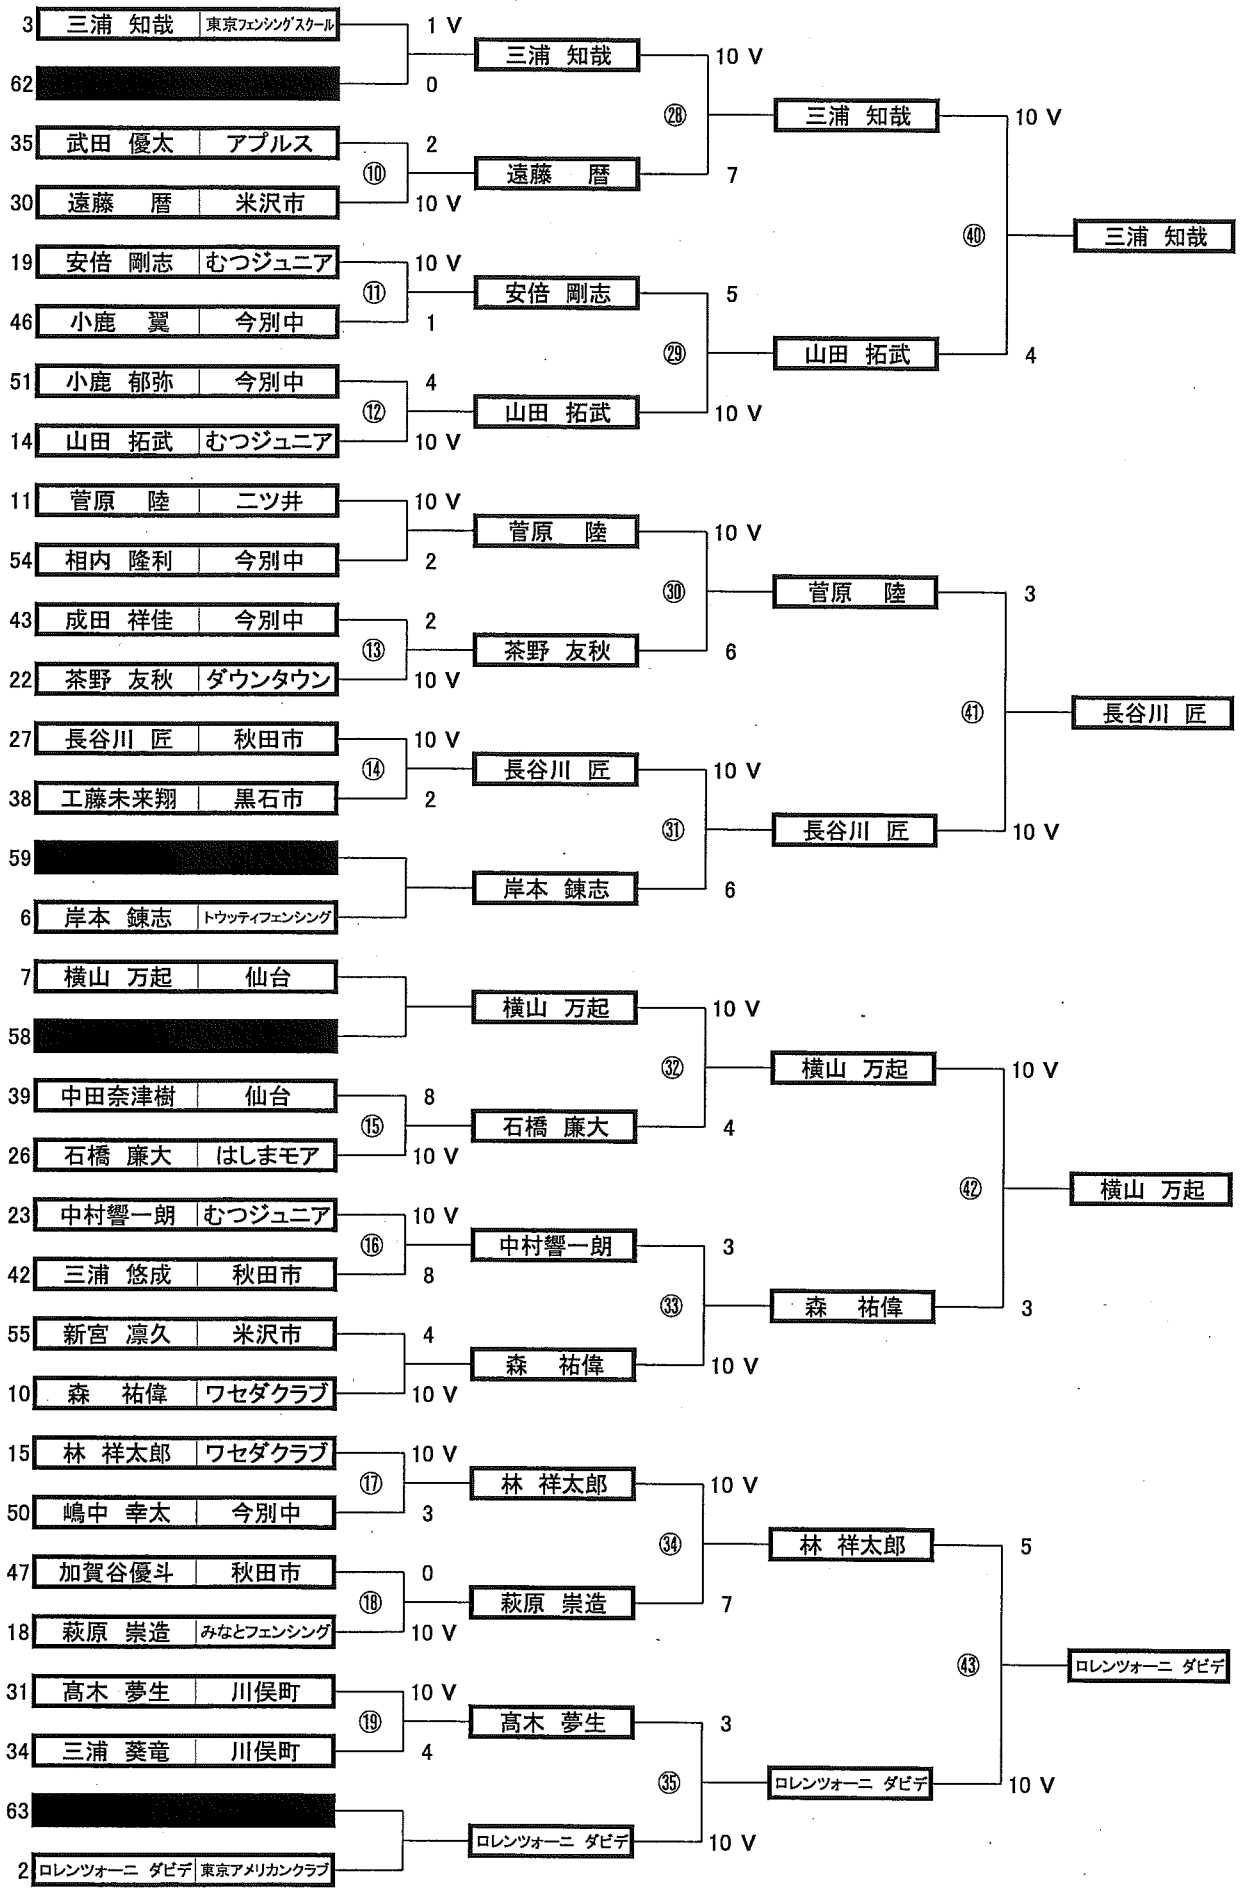 3 三浦 知哉 東京フェンシングスクール 1 V
三浦 知哉 10 V
62 0
㉘ 三浦 知哉 10 V
35 武田 優太 アプルス 2
⑩ 遠藤 暦 7
30 遠藤 暦 米沢市 10 V
㊵ 三浦 知哉
19 安倍 剛志 むつジュニア 10 V
⑪ 安倍 剛志 5
46 小鹿 翼 今別中 1
㉙ 山田 拓武 4
51 小鹿 郁弥 今別中 4
⑫ 山田 拓武 10 V
14 山田 拓武 むつジュニア 10 V
11 菅原 陸 二ツ井 10 V
菅原 陸 10 V
54 相内 隆利 今別中 2
㉚ 菅原 陸 3
43 成田 祥佳 今別中 2
⑬ 茶野 友秋 6
22 茶野 友秋 ダウンタウン 10 V
㊶ 長谷川 匠
27 長谷川 匠 秋田市 10 V
⑭ 長谷川 匠 10 V
38 工藤未来翔 黒石市 2
㉛ 長谷川 匠 10 V
59
岸本 錬志 6
6 岸本 錬志 トウッティフェンシング
7 横山 万起 仙台
横山 万起 10 V
58
㉜ 横山 万起 10 V
39 中田奈津樹 仙台 8
⑮ 石橋 廉大 4
26 石橋 廉大 はしまモア 10 V
㊷ 横山 万起
23 中村響一朗 むつジュニア 10 V
⑯ 中村響一朗 3
42 三浦 悠成 秋田市 8
㉝ 森 祐偉 3
55 新宮 凛久 米沢市 4
森 祐偉 10 V
10 森 祐偉 ワセダクラブ 10 V
15 林 祥太郎 ワセダクラブ 10 V
⑰ 林 祥太郎 10 V
50 嶋中 幸太 今別中 3
㉞ 林 祥太郎 5
47 加賀谷優斗 秋田市 0
⑱ 萩原 崇造 7
18 萩原 崇造 みなとフェンシング 10 V
㊸ ロレンツォーニ ダビデ
31 髙木 夢生 川俣町 10 V
⑲ 髙木 夢生 3
34 三浦 葵竜 川俣町 4
㉟ ロレンツォーニ ダビデ 10 V
63
ロレンツォーニ ダビデ 10 V
2 ロレンツォーニ ダビデ 東京アメリカンクラブ